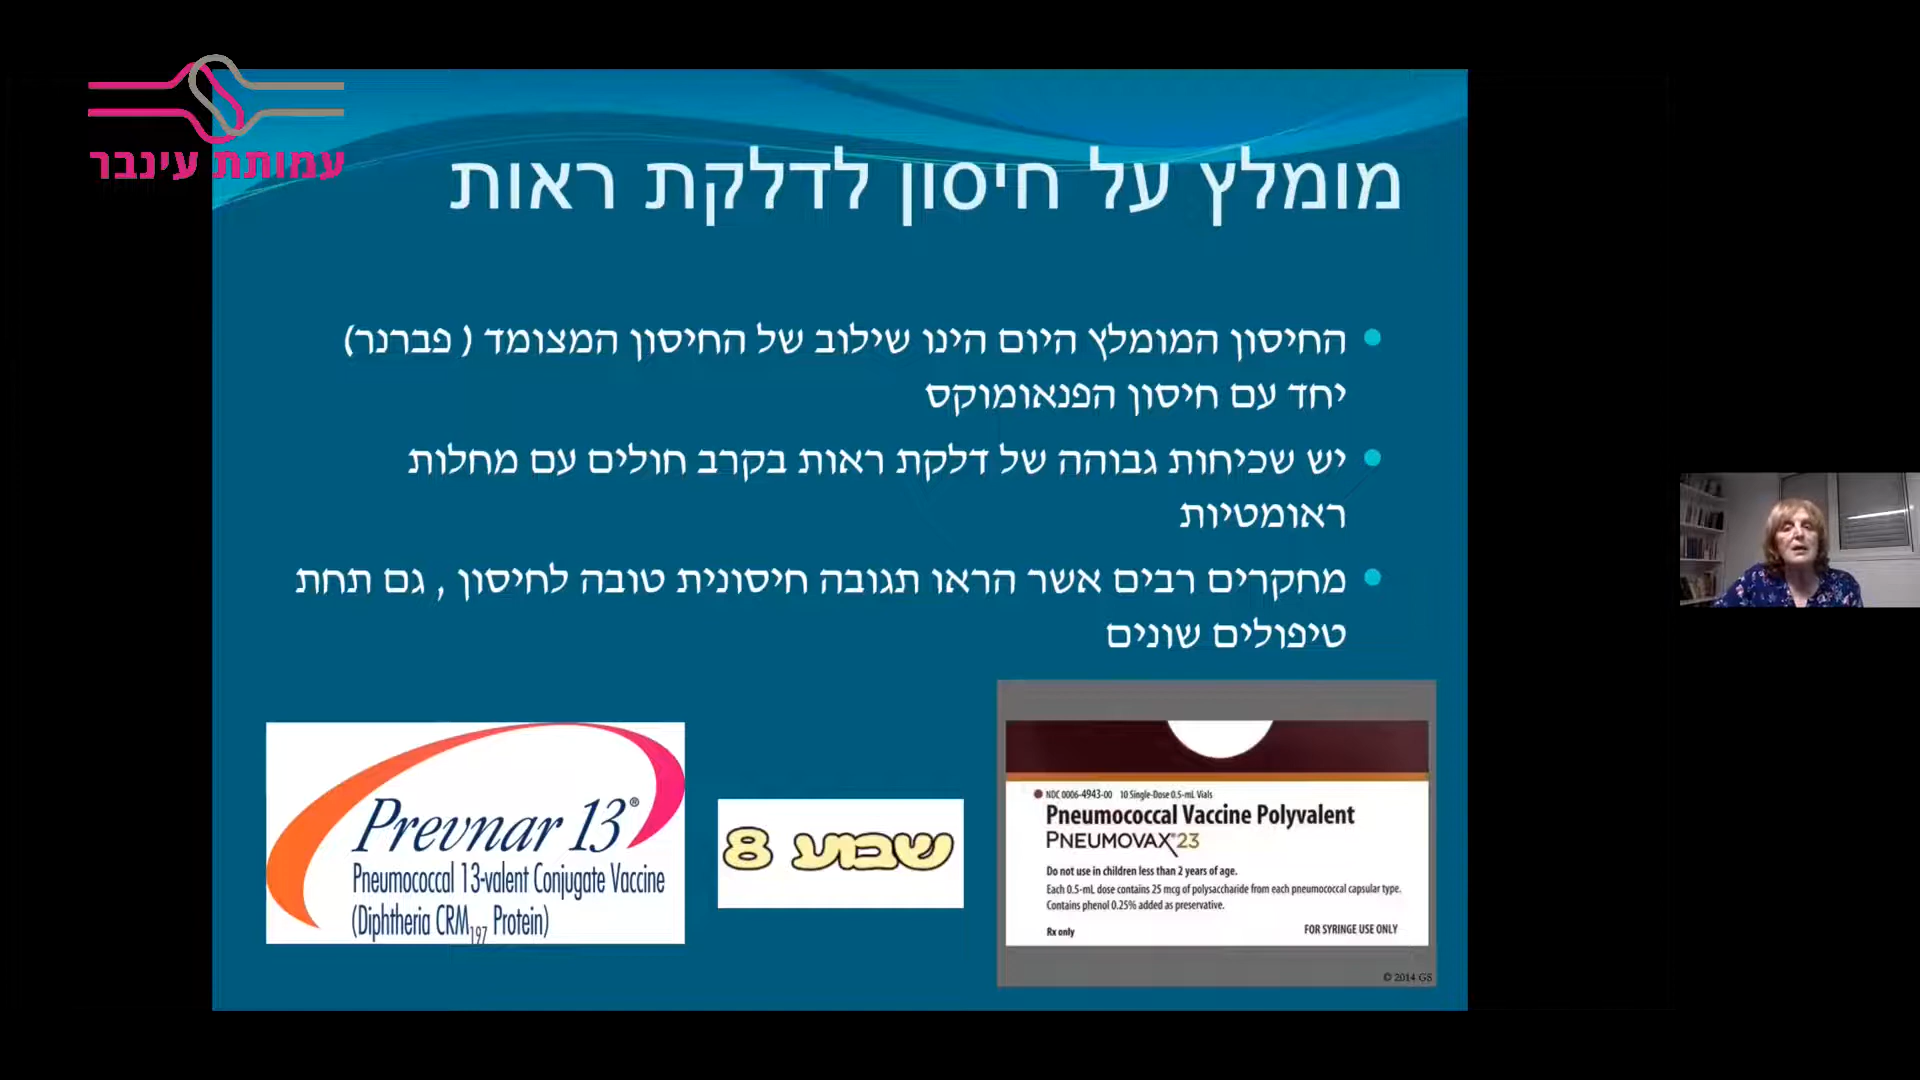 עמותת עינבר
מומלץ על חיסון לדלקת ראות
החיסון המומלץ היום הינו שילוב של החיסון המצומד ( פברנר)
יחד עם חיסון הפנאומוקס
יש שכיחות גבוהה של דלקת ראות בקרב חולים עם מחלות
ראומטיות
מחקרים רבים אשר הראו תגובה חיסונית טובה לחיסון , גם תחת
טיפולים שונים
Prevnar 13®
Pneumococcal 13-valent Conjugate Vaccine
(Diphtheria CRM197 Protein)
שבוע 8
NDC 0006-4943-00 10 Single-Dose 0.5-mL Vials
Pneumococcal Vaccine Polyvalent
PNEUMOVAX®23
Do not use in children less than 2 years of age.
Each 0.5-mL dose contains 25 mcg of polysaccharide from each pneumococcal capsular type.
Contains phenol 0.25% added as preservative.
Rx only
FOR SYRINGE USE ONLY
© 2014 GS